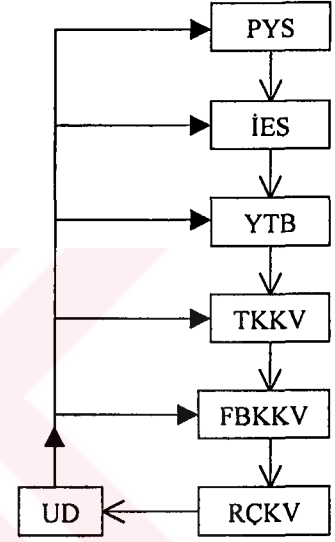 PYS
İES
YTB
TKKV
FBKKV
UD
RÇKV